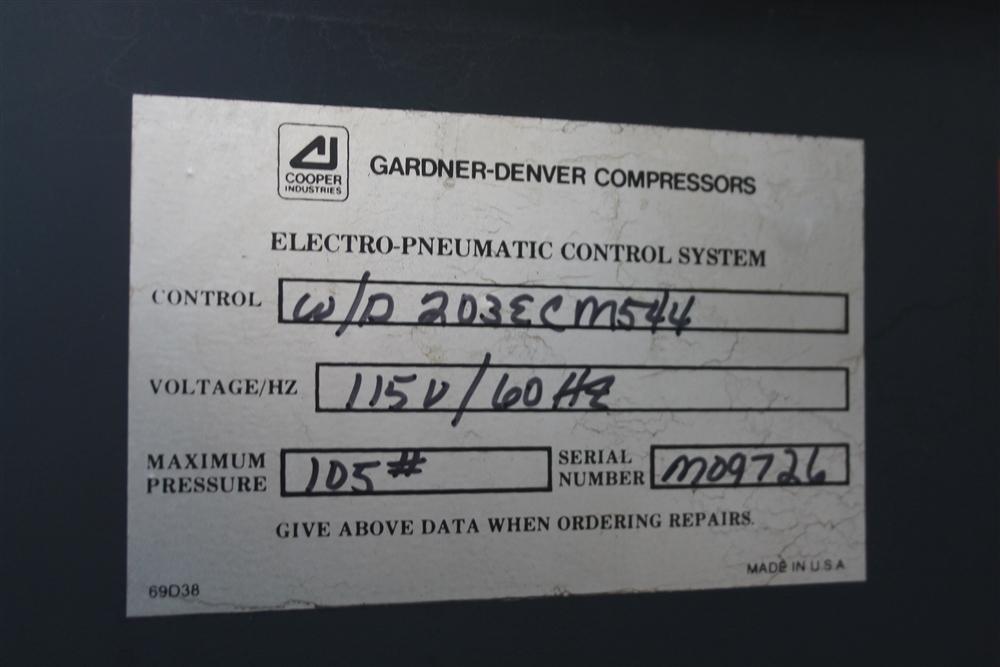 COOPER
INDUSTRIES
GARDNER-DENVER COMPRESSORS
ELECTRO-PNEUMATIC CONTROL SYSTEM
CONTROL W/D 203ECM544
VOLTAGE/HZ 115V/60HZ
MAXIMUM PRESSURE 105#
SERIAL NUMBER M09726
GIVE ABOVE DATA WHEN ORDERING REPAIRS.
MADE IN U.S.A
69D38